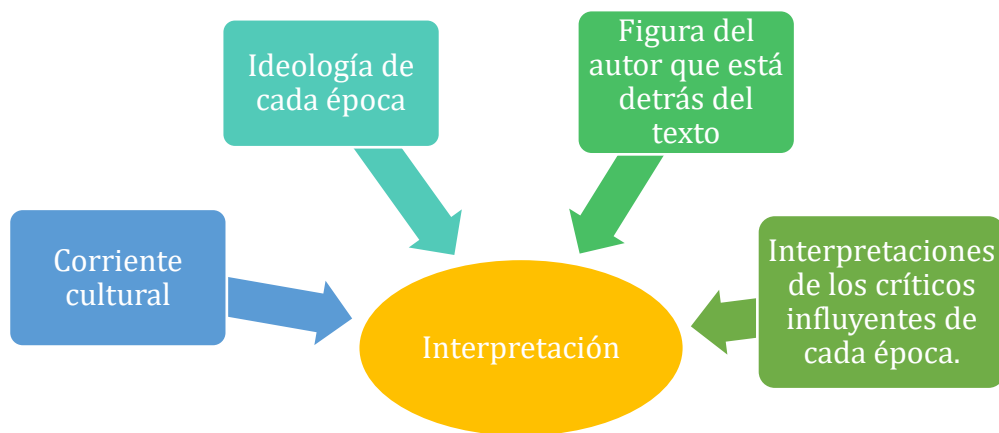 Corriente
cultural
Ideología de
cada época
Figura del
autor que está
detrás del
texto
Interpretaciones
de los críticos
influyentes de
cada época.
Interpretación